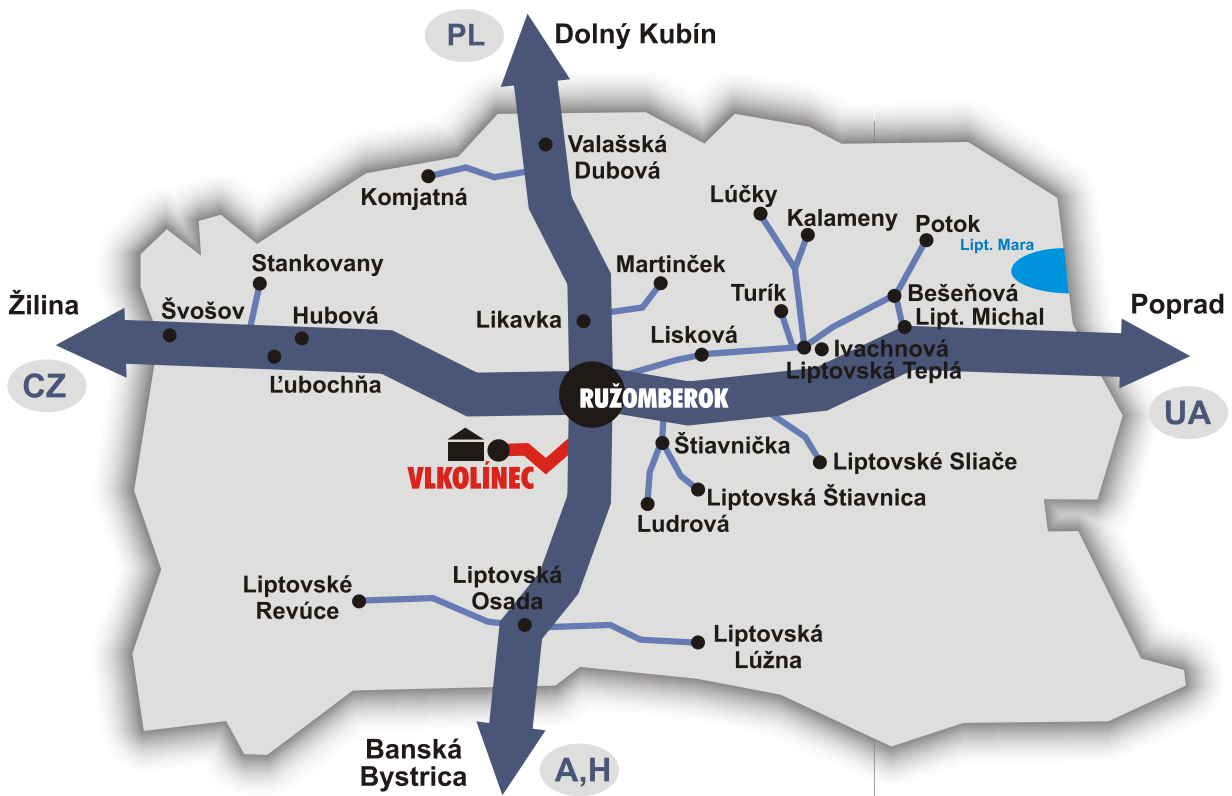 PL
Dolný Kubín
Valašská
Dubová
Komjatná
Lúčky
Kalameny
Potok
Lipt. Mara
Stankovany
Martinček
Turík
Bešeňová
Žilina
Švošov
Hubová
Likavka
Lisková
Lipt. Michal
Poprad
Ivachnová
Liptovská Teplá
Ľubochňa
CZ
RUŽOMBEROK
UA
Štiavnička
Liptovské Sliače
VLKOLÍNEC
Liptovská Štiavnica
Ludrová
Liptovské
Revúce
Liptovská
Osada
Liptovská
Lúžna
Banská
Bystrica
A,H